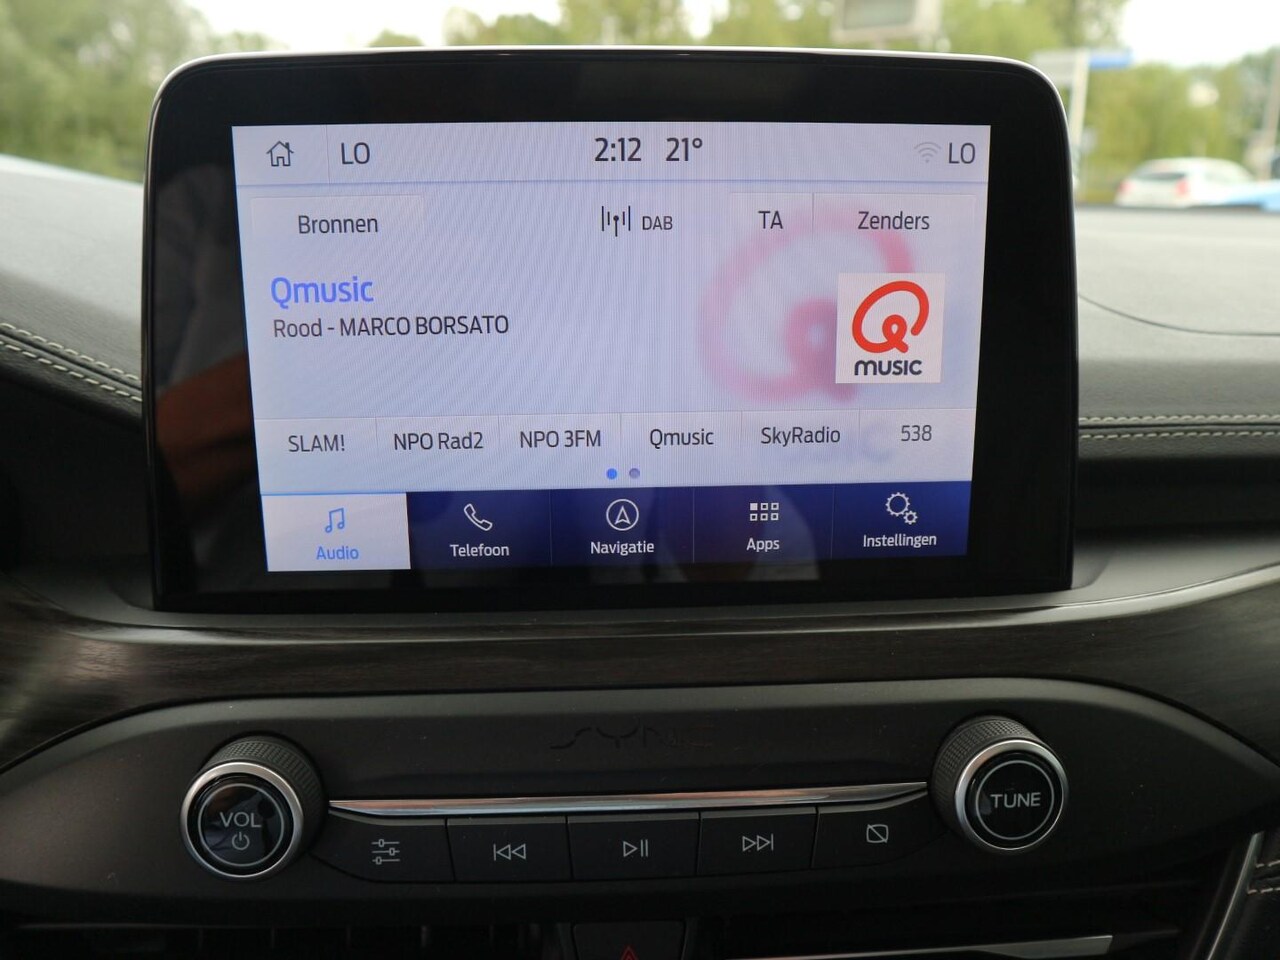 LO
2:12 21°
LO
Bronnen
DAB
TA
Zenders
Qmusic
Rood - MARCO BORSATO
MUSIC
SLAM!
NPO Rad2
NPO 3FM
Qmusic
SkyRadio
538
Audio
Telefoon
Navigatie
Apps
Instellingen
SYNC
VOL
TUNE